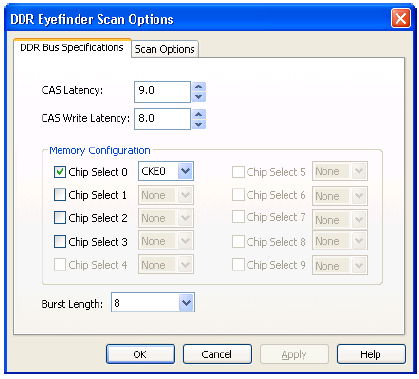 DDR Eyefinder Scan Options
DDR Bus Specifications Scan Options
CAS Latency: 9.0
CAS Write Latency: 8.0
Memory Configuration
Chip Select 0 CKE0 Chip Select 5 None
Chip Select 1 None Chip Select 6 None
Chip Select 2 None Chip Select 7 None
Chip Select 3 None Chip Select 8 None
Chip Select 4 None Chip Select 9 None
Burst Length: 8
OK Cancel Apply Help